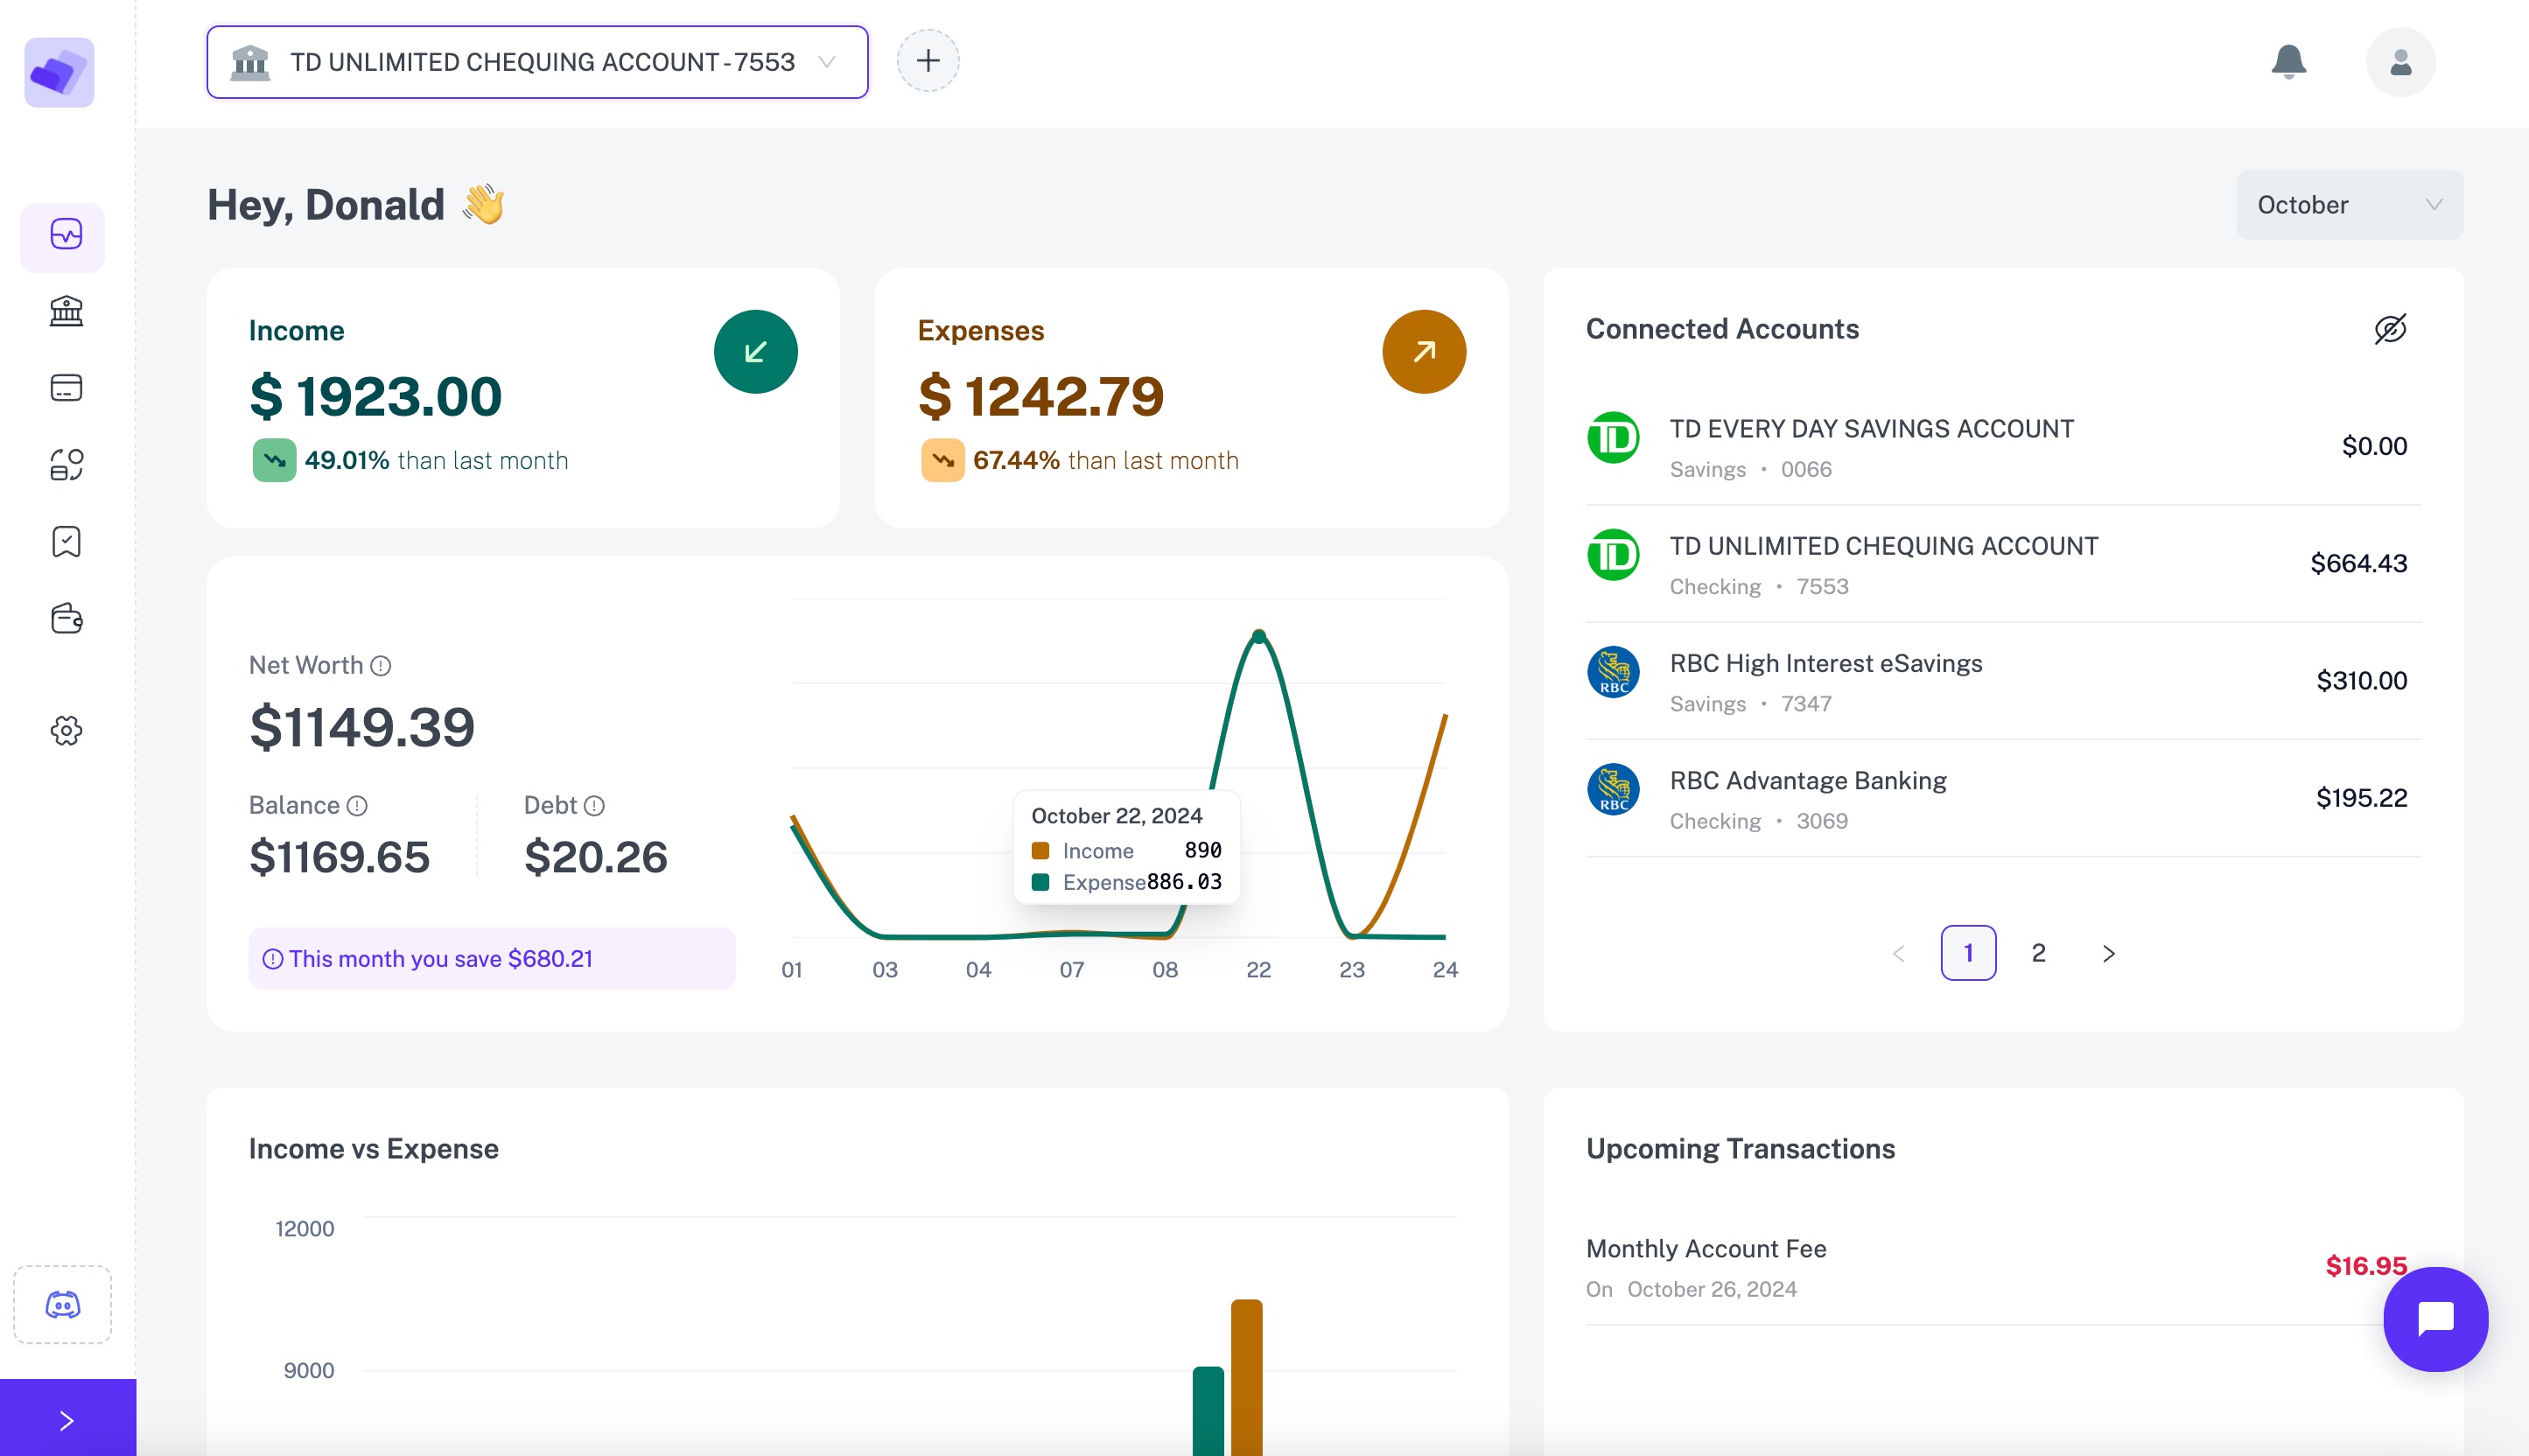 TD UNLIMITED CHEQUING ACCOUNT - 7553
Hey, Donald 👋
October
Income
$ 1923.00
49.01% than last month
Expenses
$ 1242.79
67.44% than last month
Net Worth
$1149.39
Balance
$1169.65
Debt
$20.26
This month you save $680.21
October 22, 2024
Income 890
Expense 886.03
01 03 04 07 08 22 23 24
Connected Accounts
TD
TD EVERY DAY SAVINGS ACCOUNT
$0.00
Savings • 0066
TD
TD UNLIMITED CHEQUING ACCOUNT
$664.43
Checking • 7553
RBC
RBC High Interest eSavings
$310.00
Savings • 7347
RBC
RBC Advantage Banking
$195.22
Checking • 3069
1 2
Income vs Expense
12000
9000
Upcoming Transactions
Monthly Account Fee
$16.95
On October 26, 2024